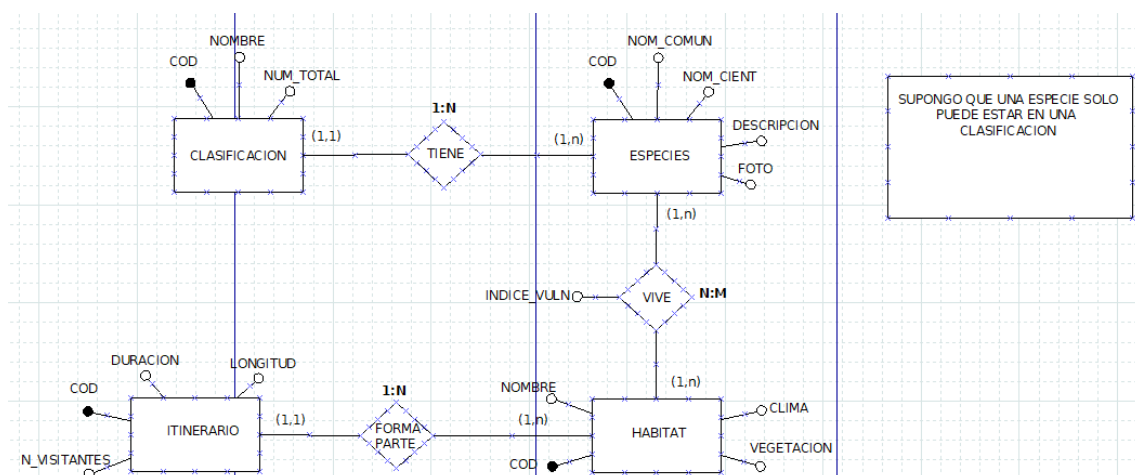 NOMBRE
COD
NUM_TOTAL
CLASIFICACION
(1,1)
1:N
TIENE
(1,n)
NOM_COMUN
COD
NOM_CIENT
DESCRIPCION
ESPECIES
FOTO
(1,n)
SUPONGO QUE UNA ESPECIE SOLO
PUEDE ESTAR EN UNA
CLASIFICACION
INDICE_VULN
VIVE
N:M
(1,n)
DURACION
LONGITUD
COD
ITINERARIO
N_VISITANTES
(1,1)
1:N
FORMA
PARTE
(1,n)
NOMBRE
CLIMA
HABITAT
VEGETACION
COD